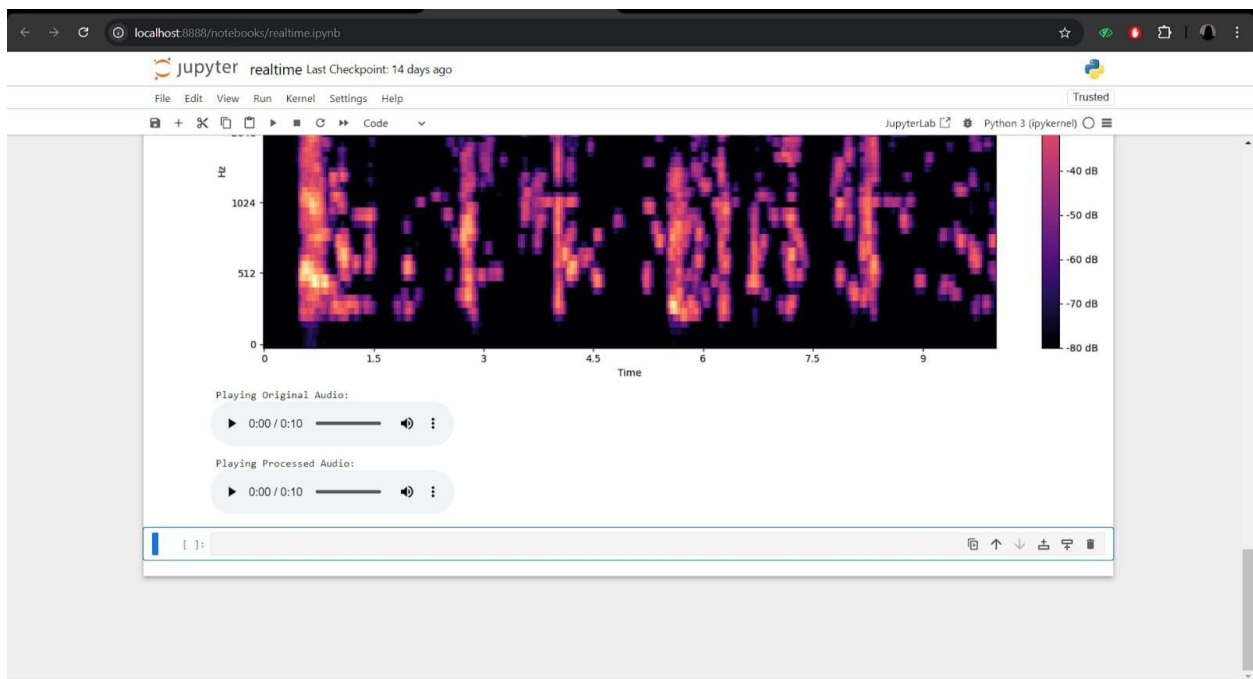 localhost:8888/notebooks/realtime.ipynb
jupyter realtime Last Checkpoint: 14 days ago
File Edit View Run Kernel Settings Help
Trusted
Code
JupyterLab Python 3 (ipykernel)
Hz
1024
512
0
0 1.5 3 4.5 6 7.5 9
Time
-40 dB
-50 dB
-60 dB
-70 dB
-80 dB
Playing Original Audio:
0:00 / 0:10
Playing Processed Audio:
0:00 / 0:10
[ ]: